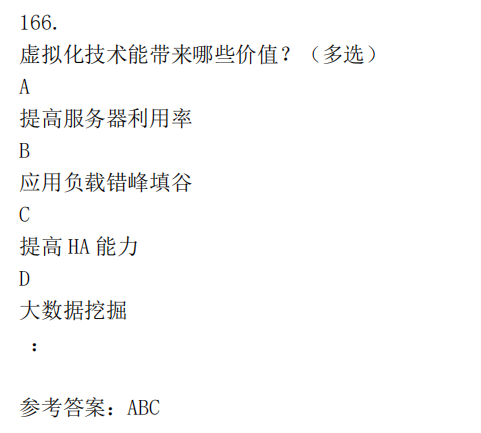 166.
虚拟化技术能带来哪些价值？（多选）
A
提高服务器利用率
B
应用负载错峰填谷
C
提高 HA 能力
D
大数据挖掘
：
参考答案：ABC